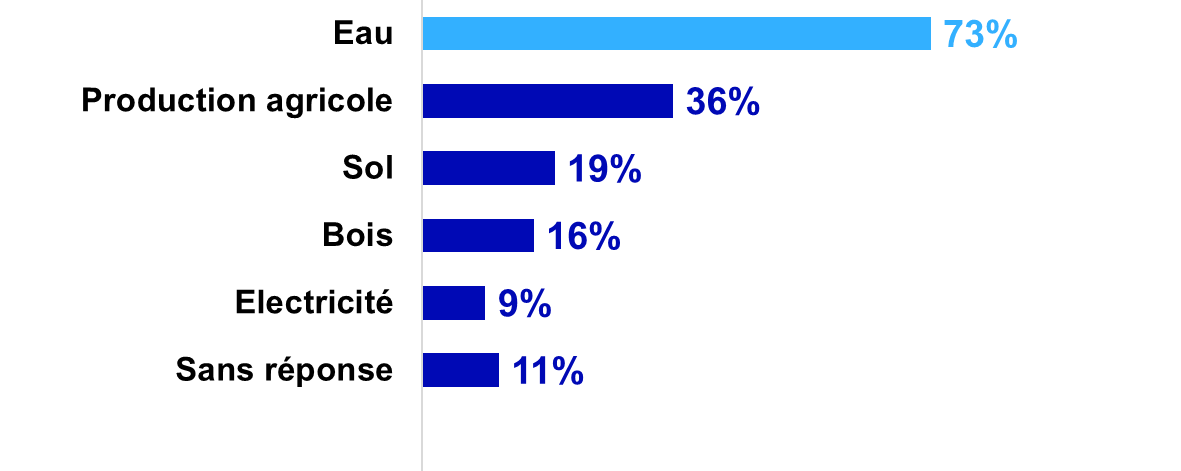 Eau 73%
Production agricole 36%
Sol 19%
Bois 16%
Electricité 9%
Sans réponse 11%